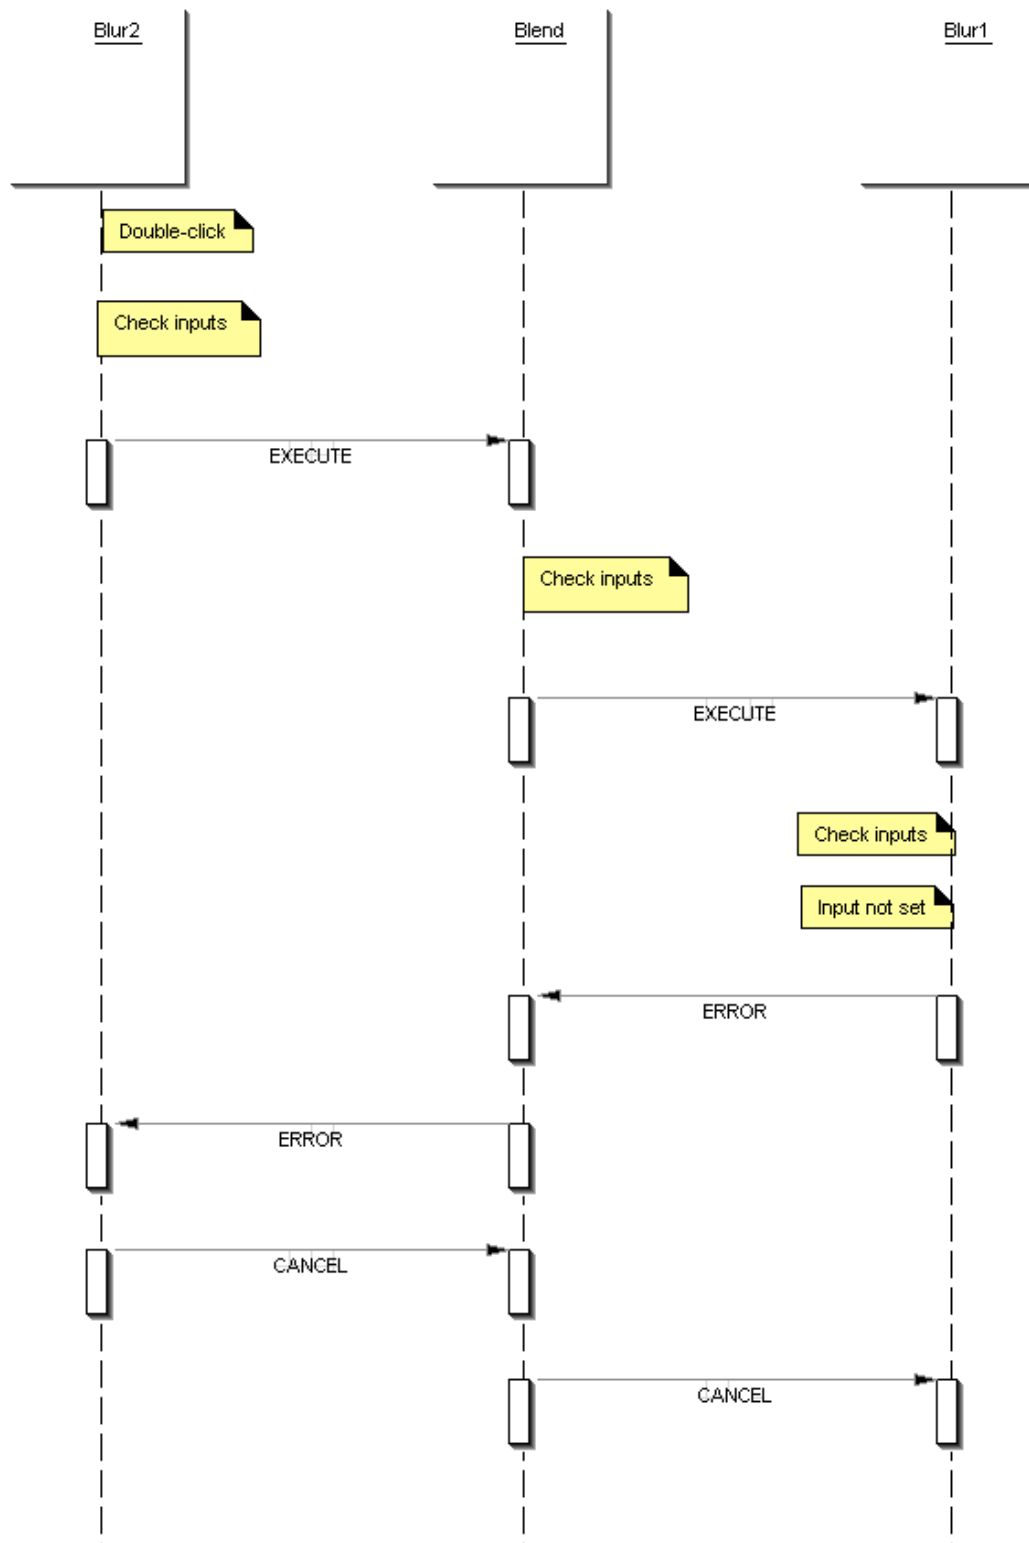 Blur2
Blend
Blur1
Double-click
Check inputs
EXECUTE
Check inputs
EXECUTE
Check inputs
Input not set
ERROR
ERROR
CANCEL
CANCEL